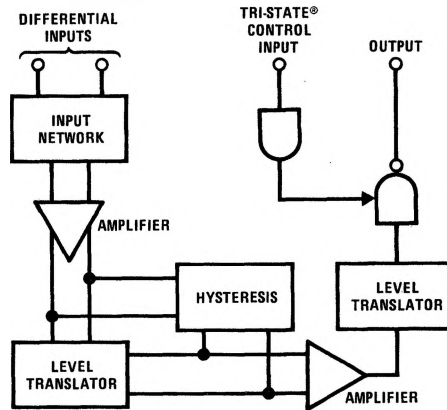 DIFFERENTIAL
INPUTS
TRI-STATE®
CONTROL
INPUT
OUTPUT
INPUT
NETWORK
AMPLIFIER
HYSTERESIS
LEVEL
TRANSLATOR
LEVEL
TRANSLATOR
AMPLIFIER